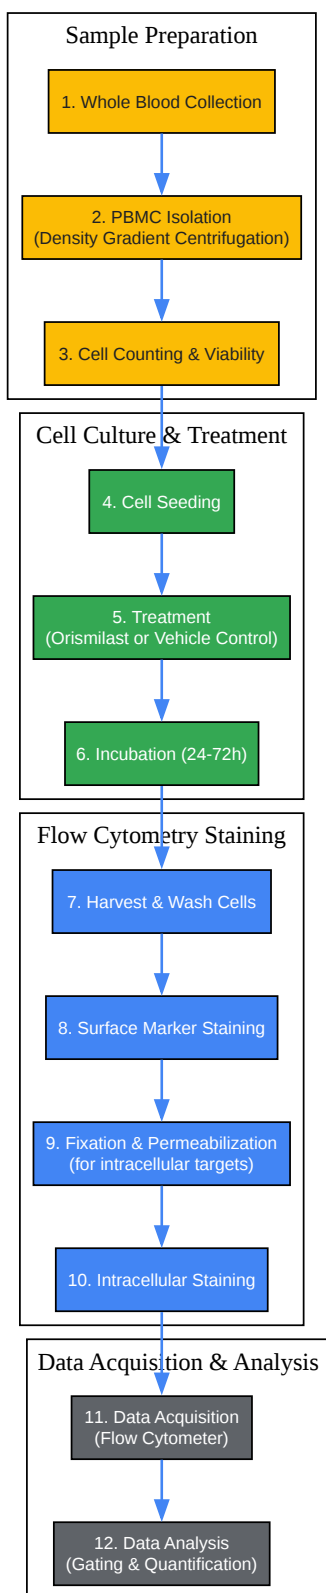 Sample Preparation
1. Whole Blood Collection
2. PBMC Isolation
(Density Gradient Centrifugation)
3. Cell Counting & Viability
Cell Culture & Treatment
4. Cell Seeding
5. Treatment
(Orismilast or Vehicle Control)
6. Incubation (24-72h)
Flow Cytometry Staining
7. Harvest & Wash Cells
8. Surface Marker Staining
9. Fixation & Permeabilization
(for intracellular targets)
10. Intracellular Staining
Data Acquisition & Analysis
11. Data Acquisition
(Flow Cytometer)
12. Data Analysis
(Gating & Quantification)